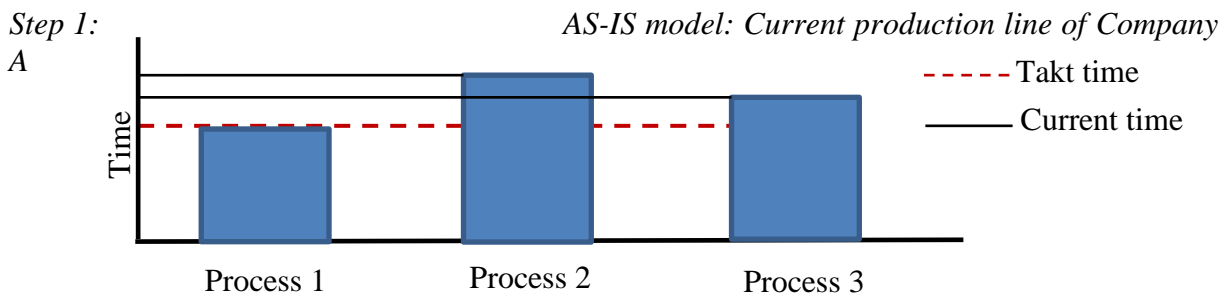 Step 1: AS-IS model: Current production line of Company
A
Takt time
Current time
Time
Process 1 Process 2 Process 3